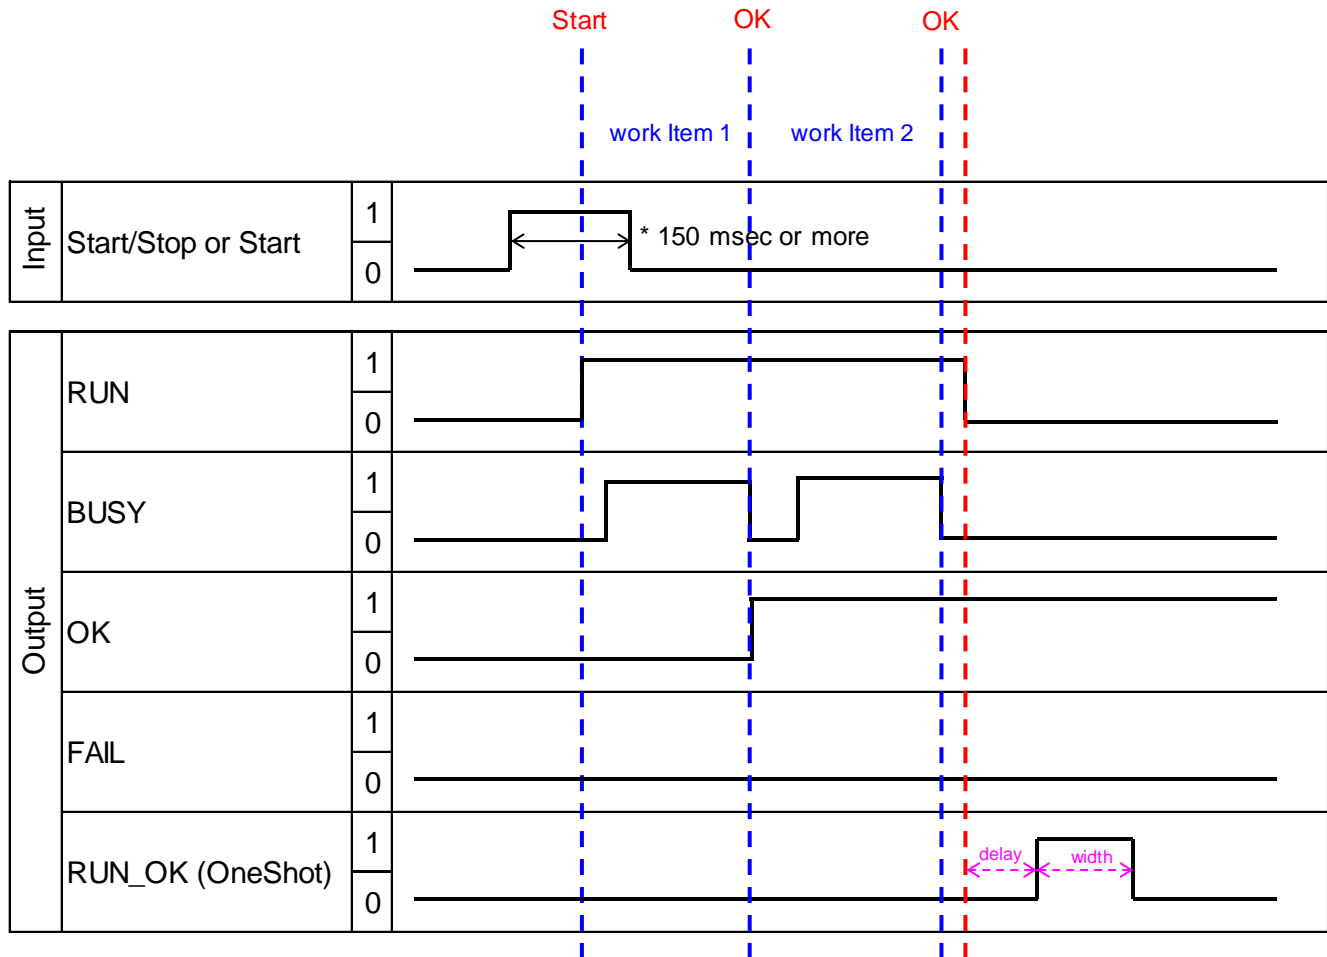 Start OK OK
work Item 1 work Item 2
Input
Start/Stop or Start
1
0
* 150 msec or more
Output
RUN
1
0
BUSY
1
0
OK
1
0
FAIL
1
0
RUN_OK (OneShot)
1
0
delay width